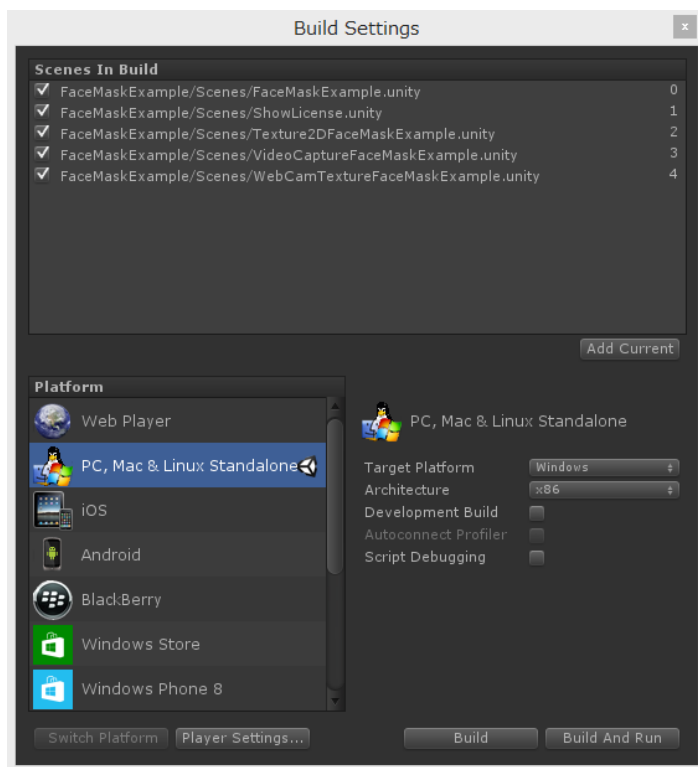 Build Settings
x
Scenes In Build
FaceMaskExample/Scenes/FaceMaskExample.unity 0
FaceMaskExample/Scenes/ShowLicense.unity 1
FaceMaskExample/Scenes/Texture2DFaceMaskExample.unity 2
FaceMaskExample/Scenes/VideoCaptureFaceMaskExample.unity 3
FaceMaskExample/Scenes/WebCamTextureFaceMaskExample.unity 4
Add Current
Platform
Web Player
PC, Mac & Linux Standalone
iOS
Android
BlackBerry
Windows Store
Windows Phone 8
PC, Mac & Linux Standalone
Target Platform Windows
Architecture x86
Development Build
Autoconnect Profiler
Script Debugging
Switch Platform Player Settings... Build Build And Run